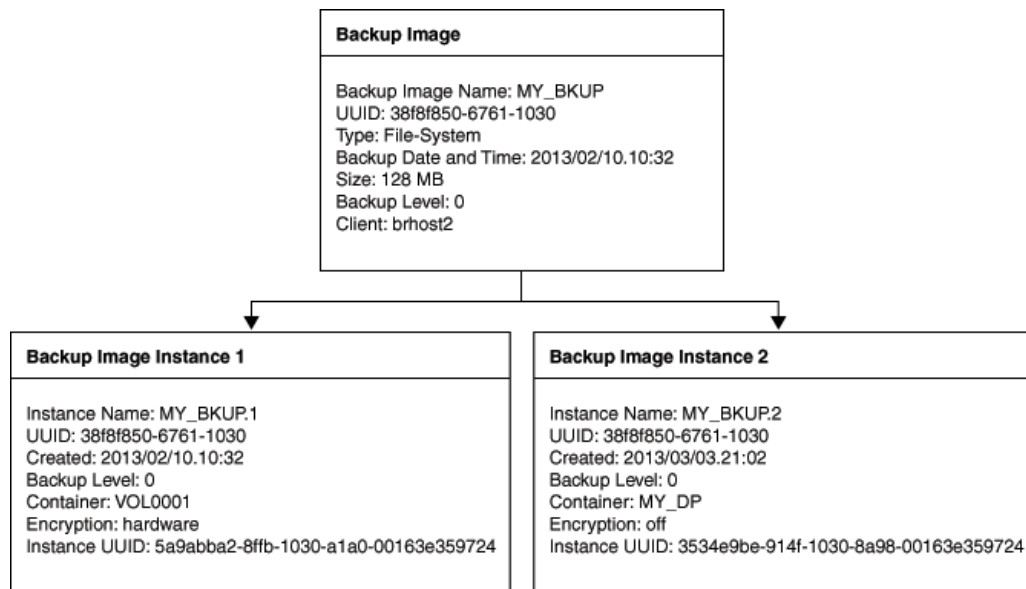 Backup Image
Backup Image Name: MY_BKUP
UUID: 38f8f850-6761-1030
Type: File-System
Backup Date and Time: 2013/02/10.10:32
Size: 128 MB
Backup Level: 0
Client: brhost2
Backup Image Instance 1
Instance Name: MY_BKUP.1
UUID: 38f8f850-6761-1030
Created: 2013/02/10.10:32
Backup Level: 0
Container: VOL0001
Encryption: hardware
Instance UUID: 5a9abba2-8ffb-1030-a1a0-00163e359724
Backup Image Instance 2
Instance Name: MY_BKUP.2
UUID: 38f8f850-6761-1030
Created: 2013/03/03.21:02
Backup Level: 0
Container: MY_DP
Encryption: off
Instance UUID: 3534e9be-914f-1030-8a98-00163e359724